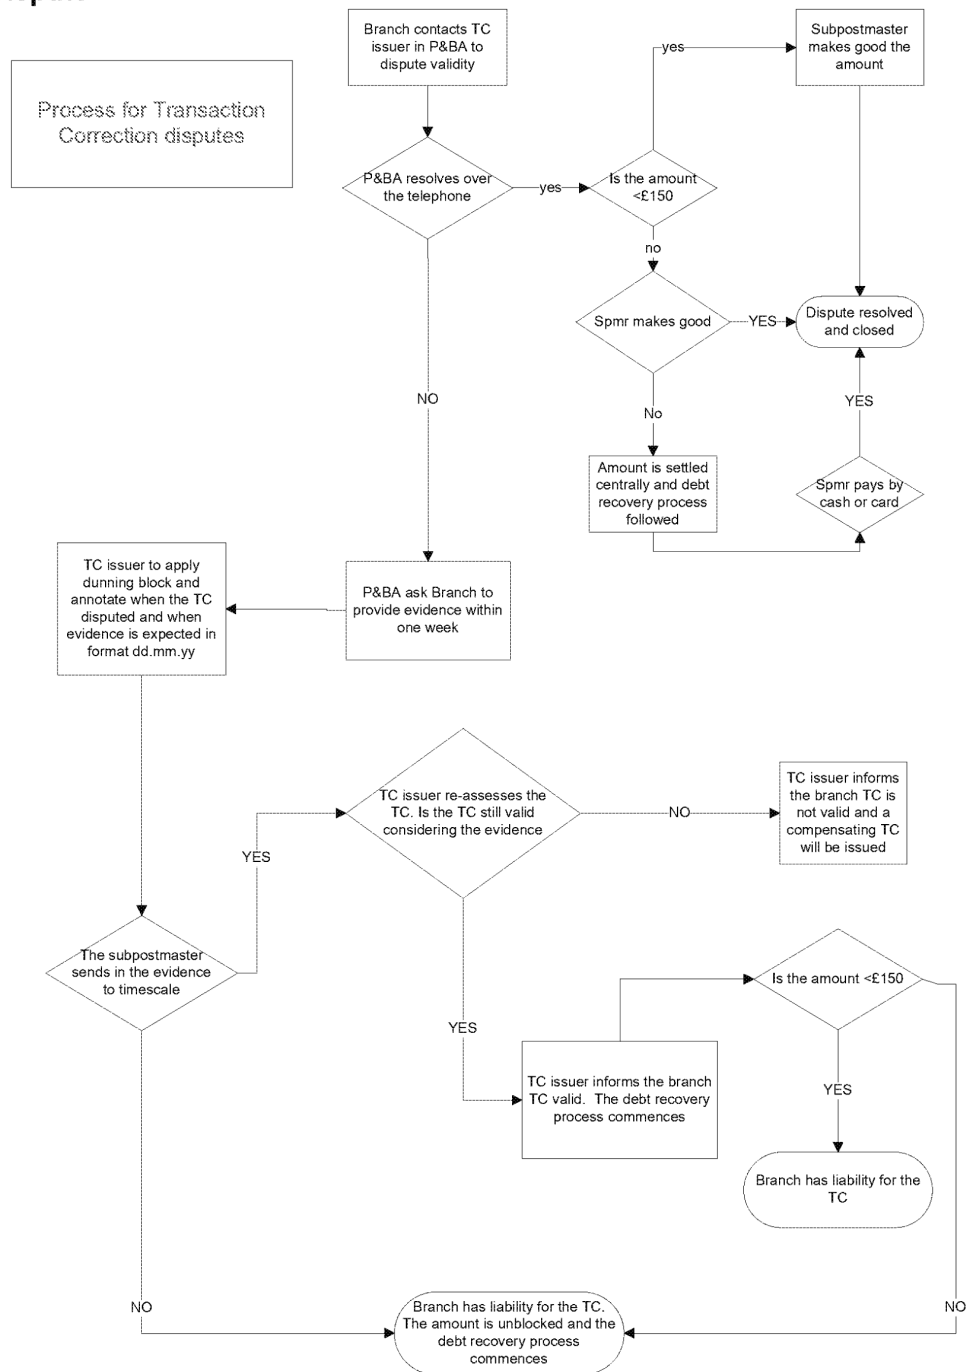 Branch contacts TC
issuer in P&BA to
dispute validity
yes
Subpostmaster
makes good the
amount
Process for Transaction
Correction disputes
P&BA resolves over
the telephone
yes
Is the amount
<£150
no
Spmr makes good
YES
Dispute resolved
and closed
NO
No
YES
Amount is settled
centrally and debt
recovery process
followed
Spmr pays by
cash or card
TC issuer to apply
dunning block and
annotate when the TC
disputed and when
evidence is expected in
format dd.mm.yy
P&BA ask Branch to
provide evidence within
one week
TC issuer re-assesses the
TC. Is the TC still valid
considering the evidence
NO
TC issuer informs
the branch TC is
not valid and a
compensating TC
will be issued
YES
The subpostmaster
sends in the evidence
to timescale
Is the amount <£150
YES
TC issuer informs the branch
TC valid. The debt recovery
process commences
YES
Branch has liability for the
TC
NO
NO
Branch has liability for the TC.
The amount is unblocked and the
debt recovery process
commences